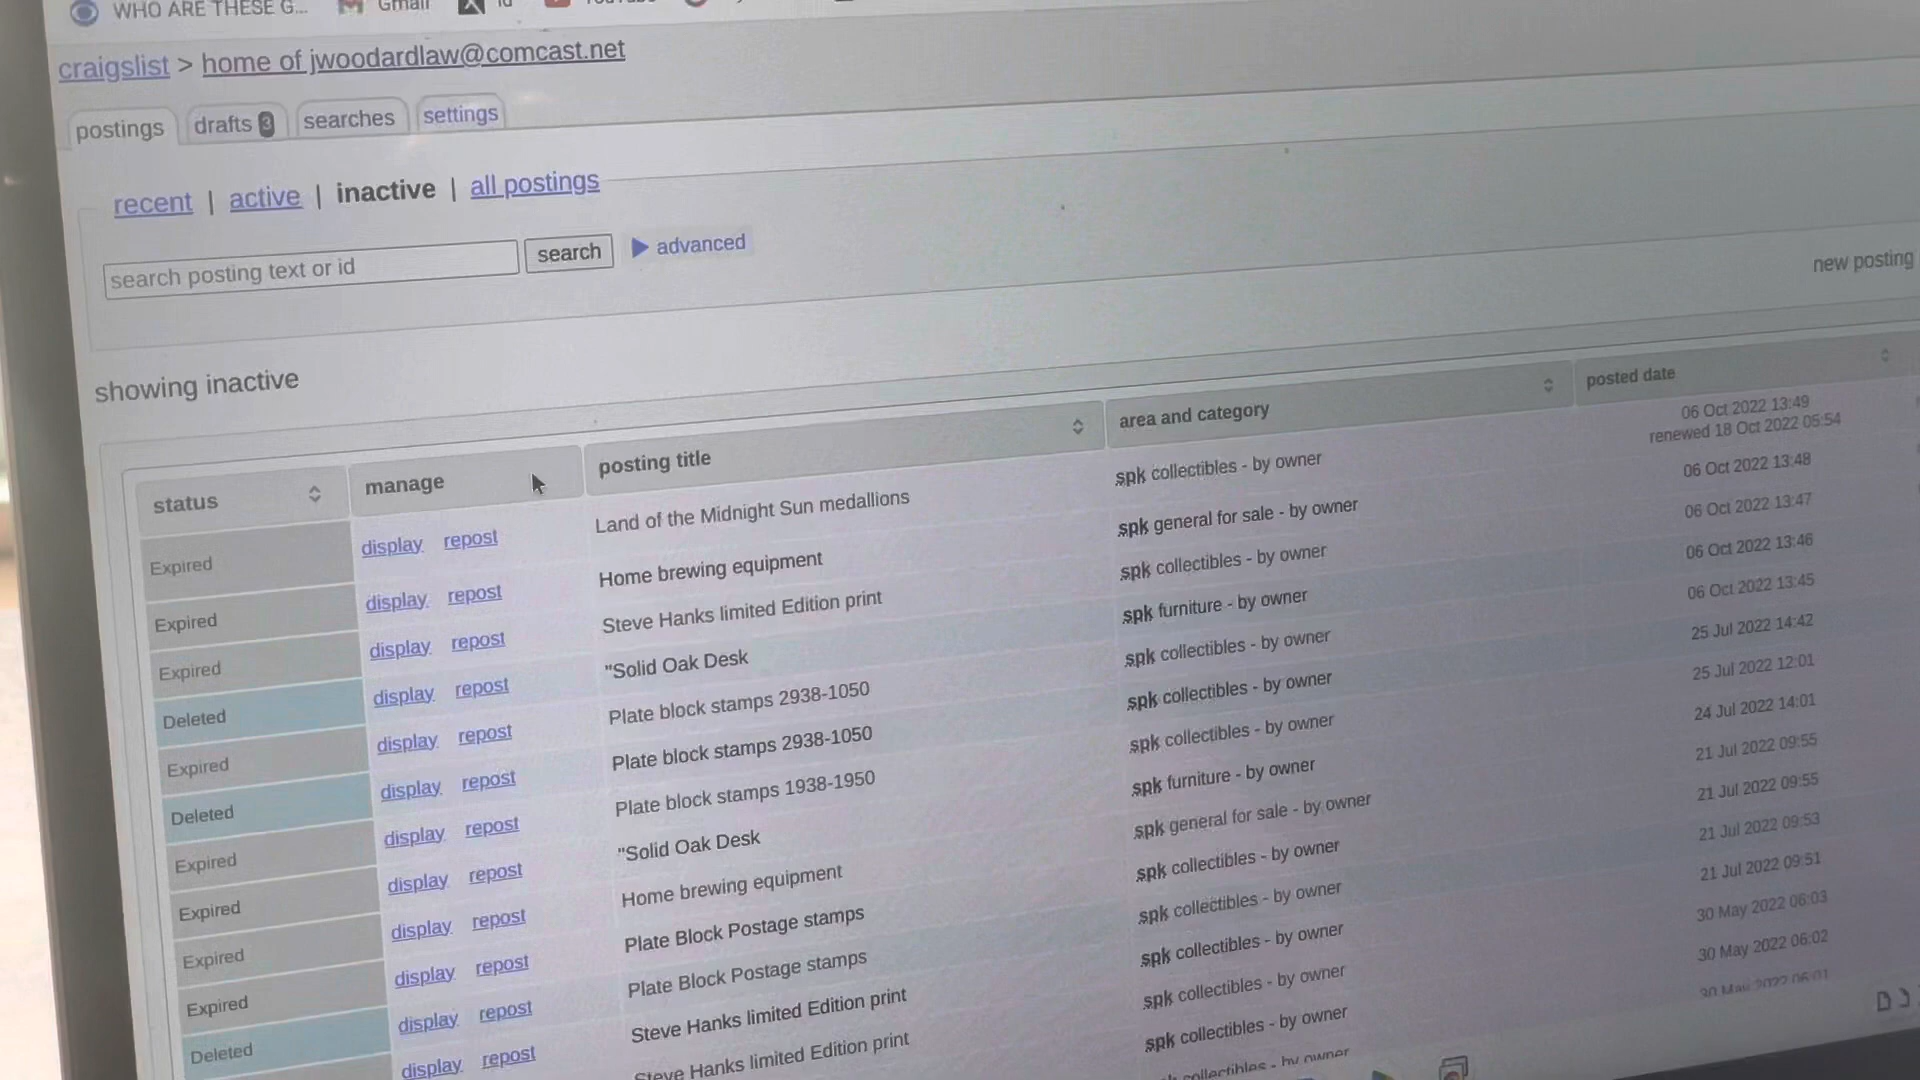 WHO ARE THESE G... Gmail
craigslist > home of jwoodardlaw@comcast.net
postings drafts 3 searches settings
recent | active | inactive | all postings
search posting text or id search advanced
new posting
showing inactive
status manage posting title area and category posted date
Expired display repost Land of the Midnight Sun medallions spk collectibles - by owner 06 Oct 2022 13:49
renewed 18 Oct 2022 05:54
Expired display repost Home brewing equipment spk general for sale - by owner 06 Oct 2022 13:48
Expired display repost Steve Hanks limited Edition print spk collectibles - by owner 06 Oct 2022 13:47
Deleted display repost "Solid Oak Desk spk furniture - by owner 06 Oct 2022 13:46
Expired display repost Plate block stamps 2938-1050 spk collectibles - by owner 06 Oct 2022 13:45
Deleted display repost Plate block stamps 2938-1050 spk collectibles - by owner 25 Jul 2022 14:42
Expired display repost Plate block stamps 1938-1950 spk collectibles - by owner 25 Jul 2022 12:01
Expired display repost "Solid Oak Desk spk furniture - by owner 24 Jul 2022 14:01
Expired display repost Home brewing equipment spk general for sale - by owner 21 Jul 2022 09:55
Expired display repost Plate Block Postage stamps spk collectibles - by owner 21 Jul 2022 09:55
Deleted display repost Plate Block Postage stamps spk collectibles - by owner 21 Jul 2022 09:53
display repost Steve Hanks limited Edition print spk collectibles - by owner 21 Jul 2022 09:51
Steve Hanks limited Edition print spk collectibles - by owner 30 May 2022 06:03
spk collectibles - by owner 30 May 2022 06:02
collectibles - by owner 30 May 2022 06:01